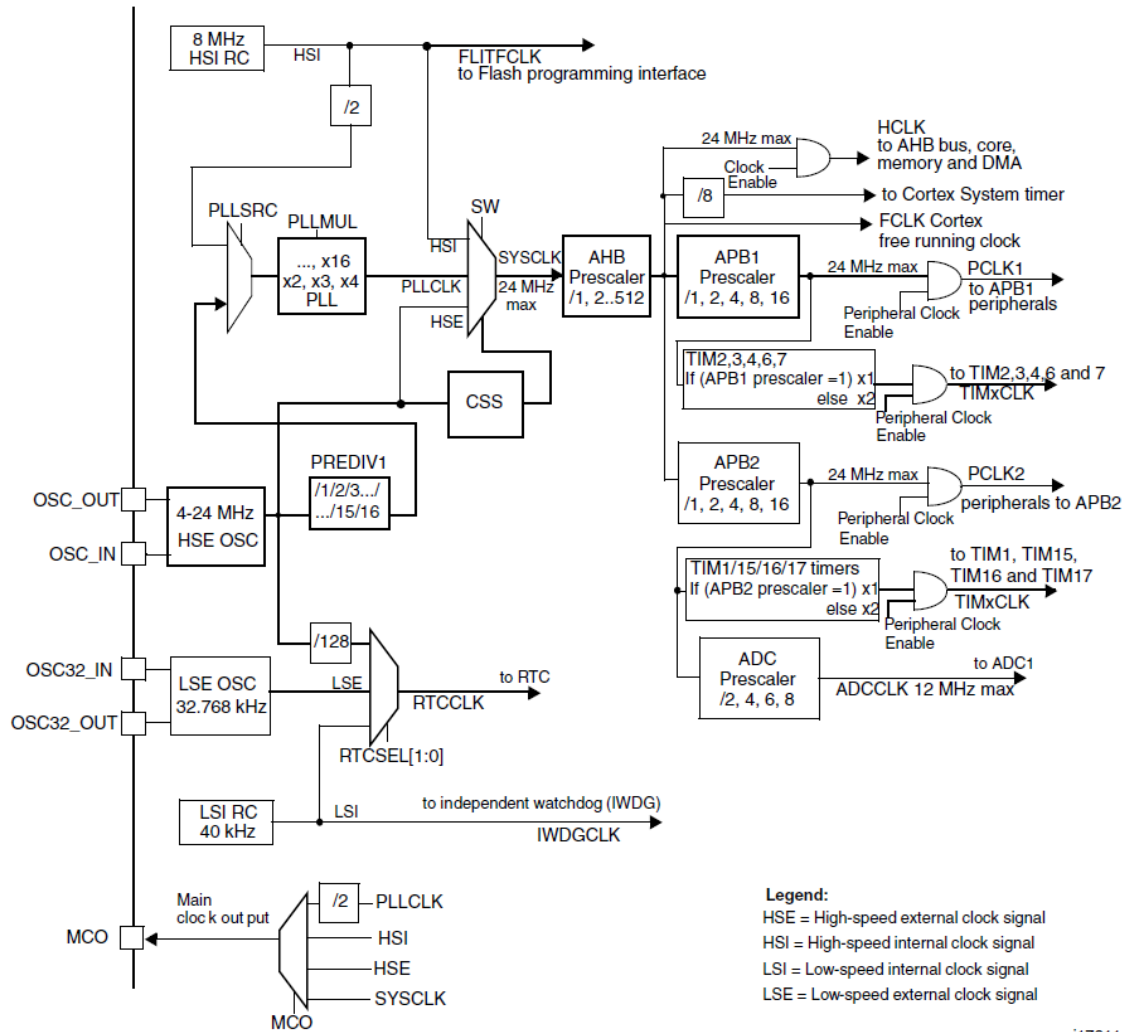 8 MHz
HSI RC
HSI
FLITFCLK
to Flash programming interface
/2
HCLK
to AHB bus, core,
memory and DMA
24 MHz max
Clock
Enable
/8
to Cortex System timer
FCLK Cortex
free running clock
PLLSRC
PLLMUL
..., x16
x2, x3, x4
PLL
SW
HSI
PLLCLK
HSE
SYSCLK
24 MHz
max
AHB
Prescaler
/1, 2..512
APB1
Prescaler
/1, 2, 4, 8, 16
24 MHz max
PCLK1
to APB1
peripherals
Peripheral Clock
Enable
TIM2,3,4,6,7
If (APB1 prescaler =1) x1
else x2
to TIM2,3,4,6 and 7
TIMxCLK
Peripheral Clock
Enable
CSS
PREDIV1
/1/2/3.../
.../15/16
OSC_OUT
OSC_IN
4-24 MHz
HSE OSC
APB2
Prescaler
/1, 2, 4, 8, 16
24 MHz max
PCLK2
peripherals to APB2
Peripheral Clock
Enable
TIM1/15/16/17 timers
If (APB2 prescaler =1) x1
else x2
to TIM1, TIM15,
TIM16 and TIM17
TIMxCLK
Peripheral Clock
Enable
/128
OSC32_IN
OSC32_OUT
LSE OSC
32.768 kHz
LSE
to RTC
RTCCLK
RTCSEL[1:0]
ADC
Prescaler
/2, 4, 6, 8
to ADC1
ADCCLK 12 MHz max
LSI RC
40 kHz
LSI
to independent watchdog (IWDG)
IWDGCLK
Main
clock out put
MCO
/2
PLLCLK
HSI
HSE
SYSCLK
MCO
Legend:
HSE = High-speed external clock signal
HSI = High-speed internal clock signal
LSI = Low-speed internal clock signal
LSE = Low-speed external clock signal